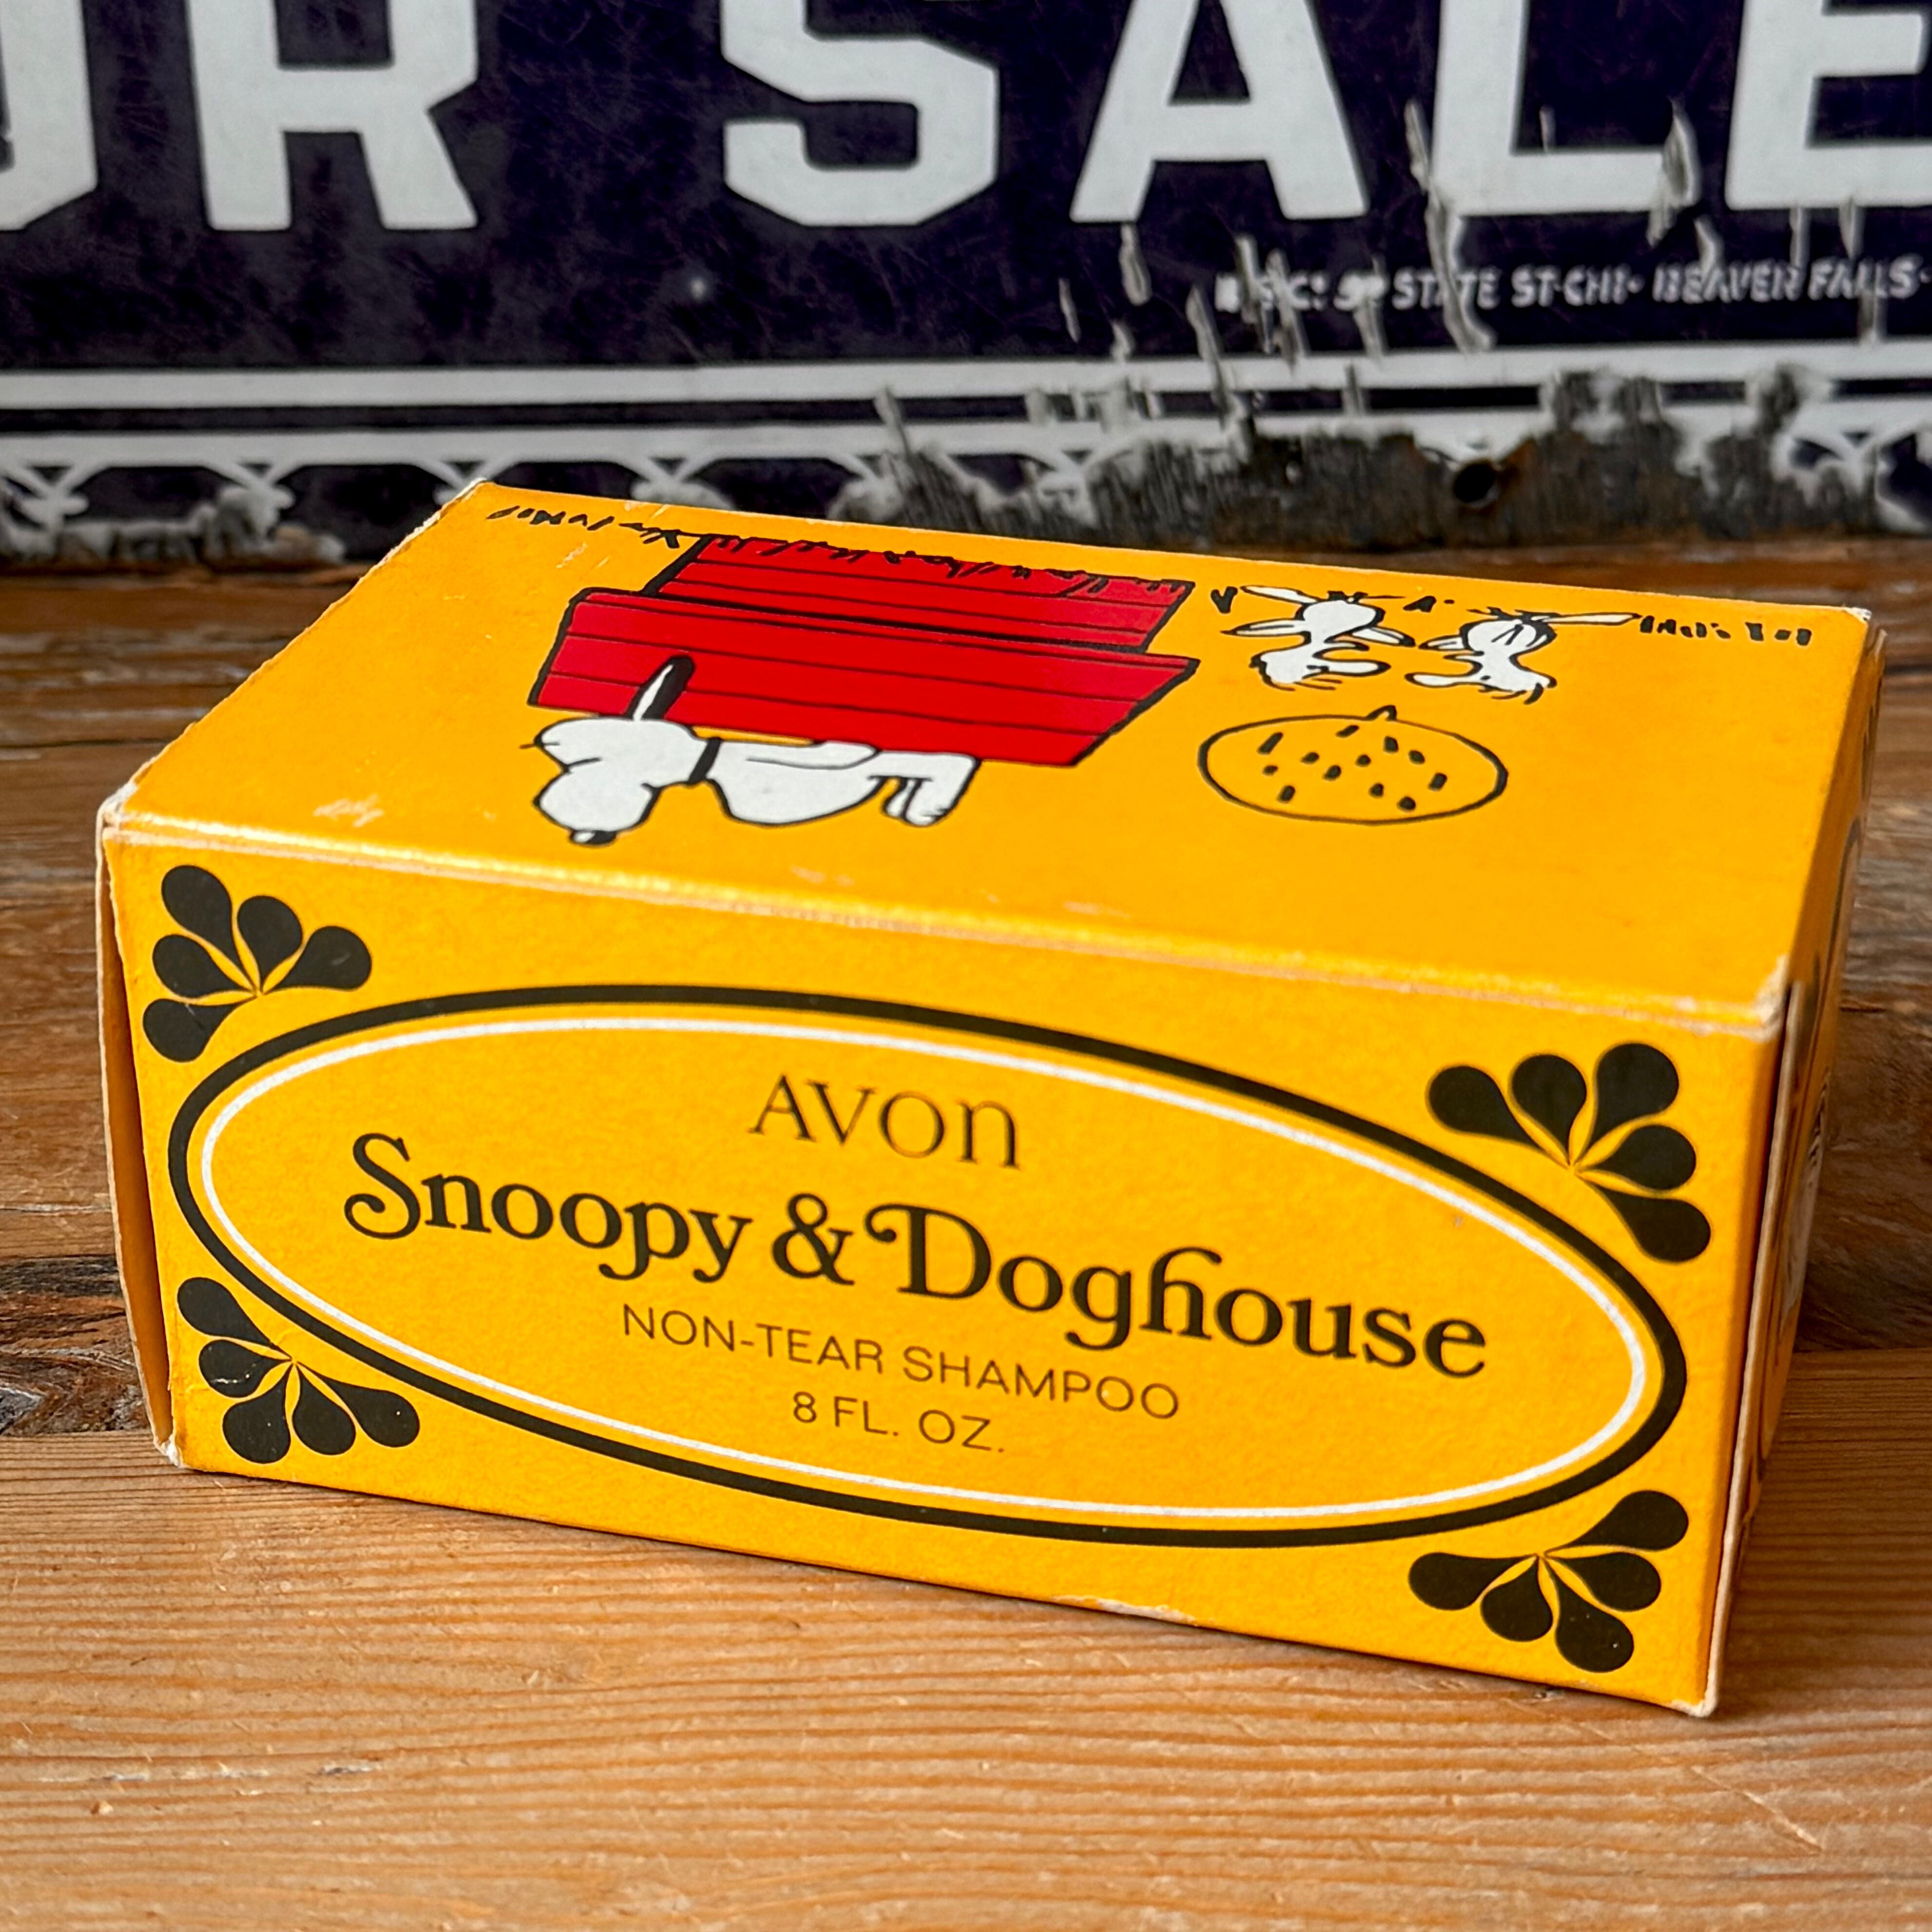 OR SALE
STATE ST-CHI- BEAVER FALLS
AVON
Snoopy & Doghouse
NON-TEAR SHAMPOO
8 FL. OZ.